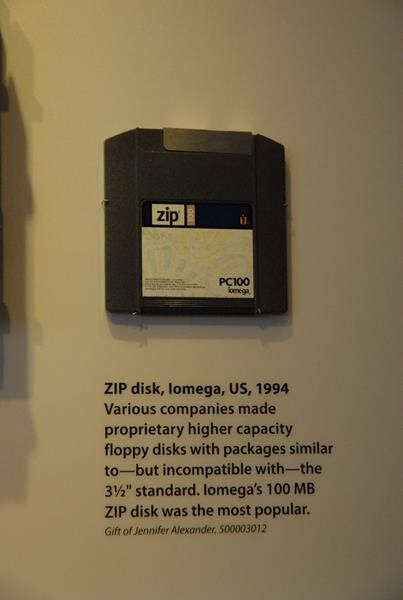 zip
100
PC100
iomega
ZIP disk, Iomega, US, 1994
Various companies made
proprietary higher capacity
floppy disks with packages similar
to—but incompatible with—the
3½" standard. Iomega's 100 MB
ZIP disk was the most popular.
Gift of Jennifer Alexander, 500003012